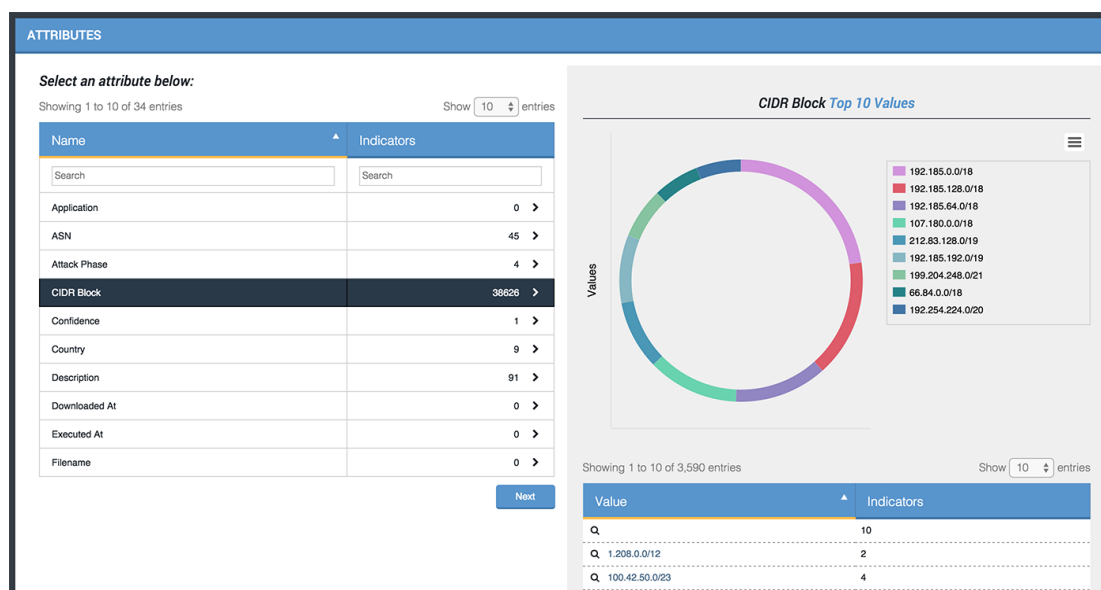 ATTRIBUTES
Select an attribute below:
Showing 1 to 10 of 34 entries
Show 10 entries
Name Indicators
Search Search
Application 0
ASN 45
Attack Phase 4
CIDR Block 38626
Confidence 1
Country 9
Description 91
Downloaded At 0
Executed At 0
Filename 0
Next
CIDR Block Top 10 Values
Values
192.185.0.0/18
192.185.128.0/18
192.185.64.0/18
107.180.0.0/18
212.83.128.0/19
192.185.192.0/19
199.204.248.0/21
66.84.0.0/18
192.254.224.0/20
Showing 1 to 10 of 3,590 entries
Show 10 entries
Value Indicators
10
1.208.0.0/12 2
100.42.50.0/23 4